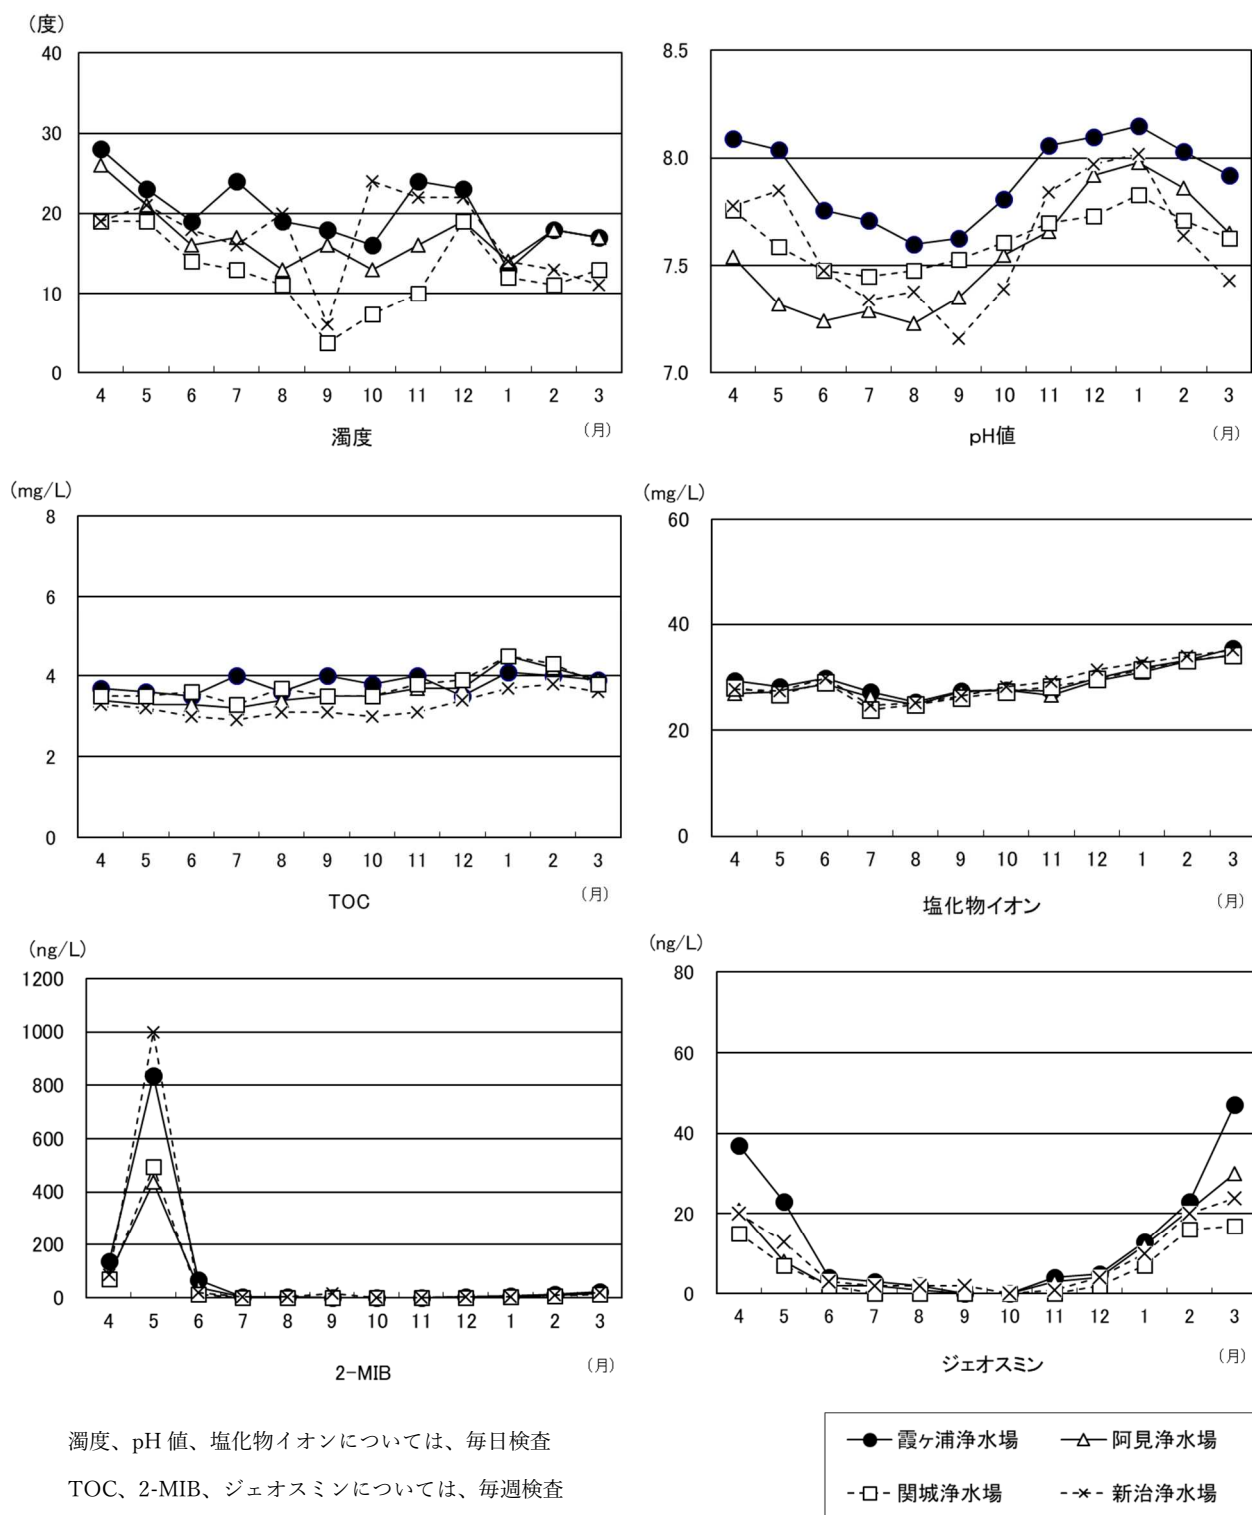 (度)
40
30
20
10
0
4 5 6 7 8 9 10 11 12 1 2 3
濁度 (月)
8.5
8.0
7.5
7.0
4 5 6 7 8 9 10 11 12 1 2 3
pH値 (月)
(mg/L)
8
6
4
2
0
4 5 6 7 8 9 10 11 12 1 2 3
TOC (月)
(mg/L)
60
40
20
0
4 5 6 7 8 9 10 11 12 1 2 3
塩化物イオン (月)
(ng/L)
1200
1000
800
600
400
200
0
4 5 6 7 8 9 10 11 12 1 2 3
2-MIB (月)
(ng/L)
80
60
40
20
0
4 5 6 7 8 9 10 11 12 1 2 3
ジェオスミン (月)
濁度、pH 値、塩化物イオンについては、毎日検査
TOC、2-MIB、ジェオスミンについては、毎週検査
霞ヶ浦浄水場 阿見浄水場
関城浄水場 新治浄水場